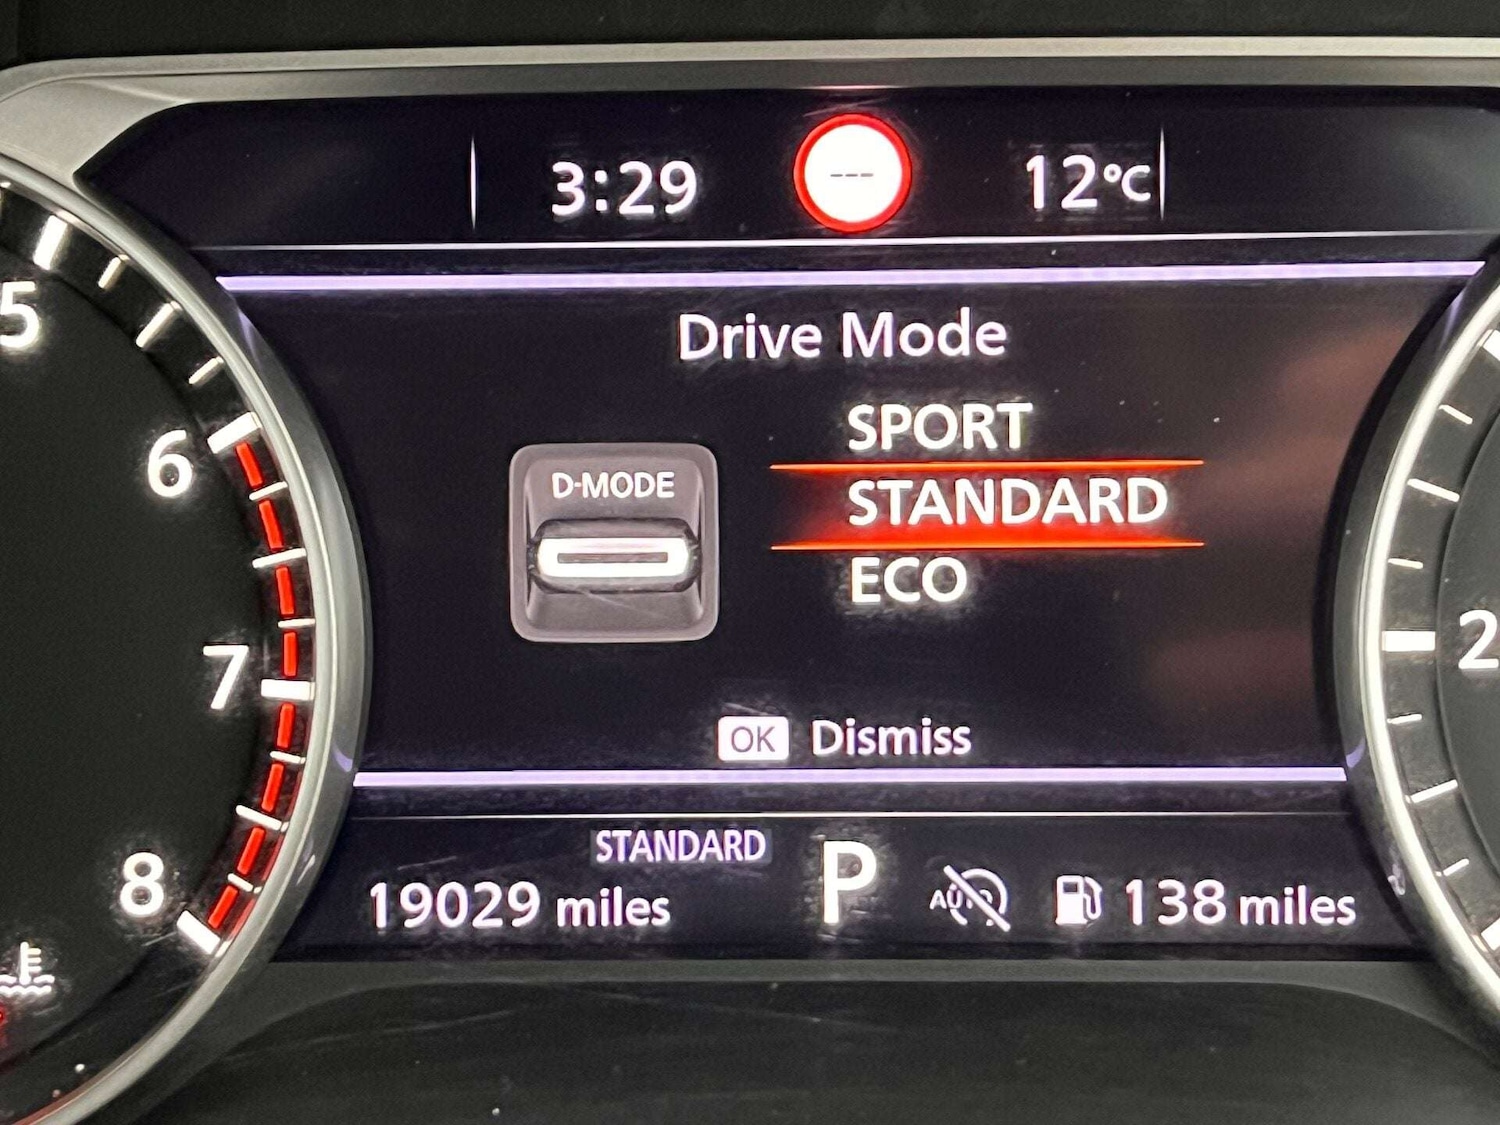 3:29 --- 12°C
Drive Mode
SPORT
D-MODE
STANDARD
ECO
OK Dismiss
STANDARD
19029 miles
P
AUTO
138 miles
5
6
7
8
2